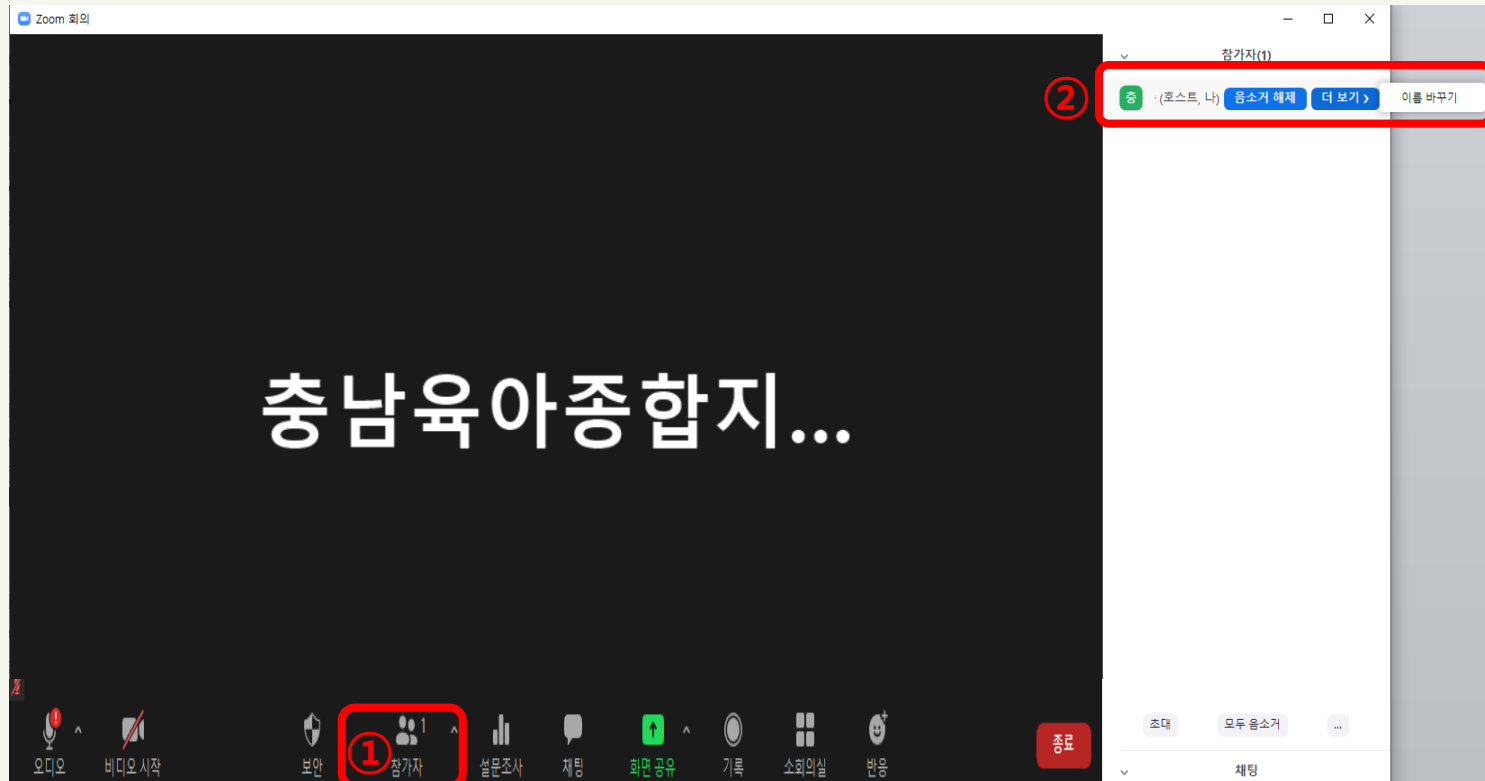 Zoom 회의
참가자(1)
②
충 (호스트, 나) 음소거 해제 더 보기 이를 바꾸기
충남육아종합지...
초대 모두 음소거 ...
채팅
①
1
오디오 비디오 시작 보안 참가자 설문조사 채팅 화면 공유 기록 소회의실 반응 종료